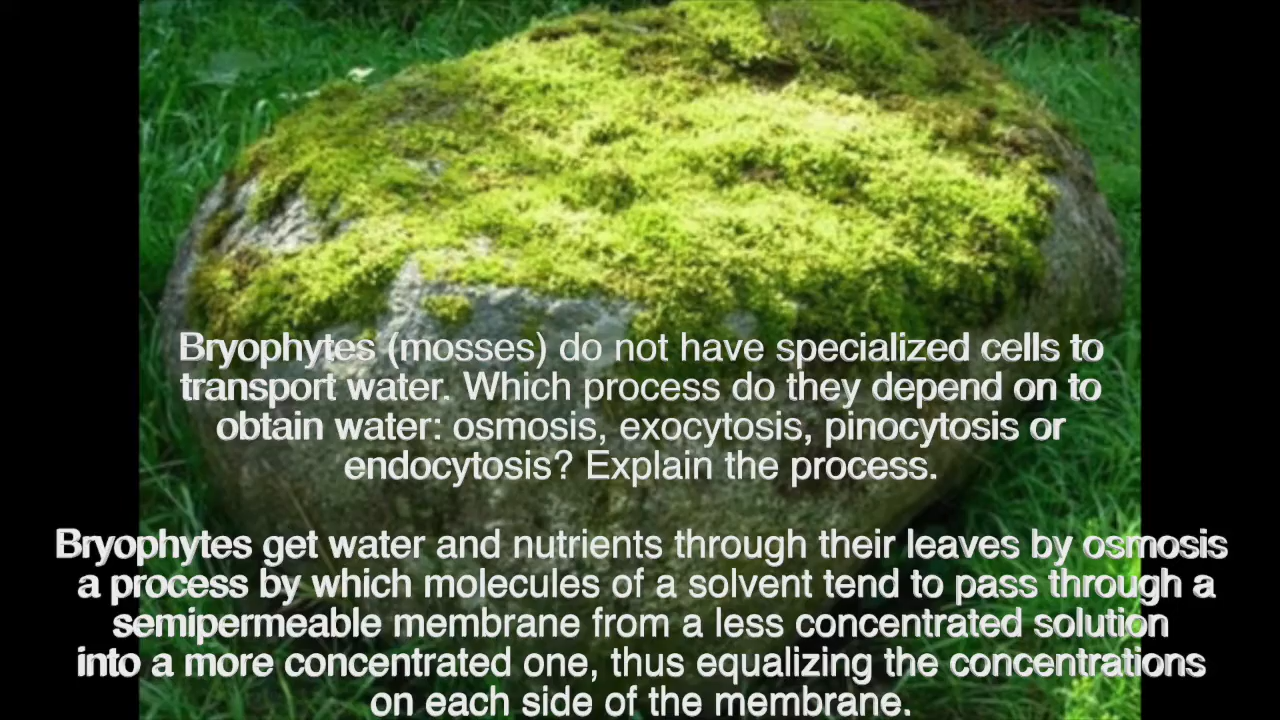 Bryophytes (mosses) do not have specialized cells to
transport water. Which process do they depend on to
obtain water: osmosis, exocytosis, pinocytosis or
endocytosis? Explain the process.
Bryophytes get water and nutrients through their leaves by osmosis
a process by which molecules of a solvent tend to pass through a
semipermeable membrane from a less concentrated solution
into a more concentrated one, thus equalizing the concentrations
on each side of the membrane.